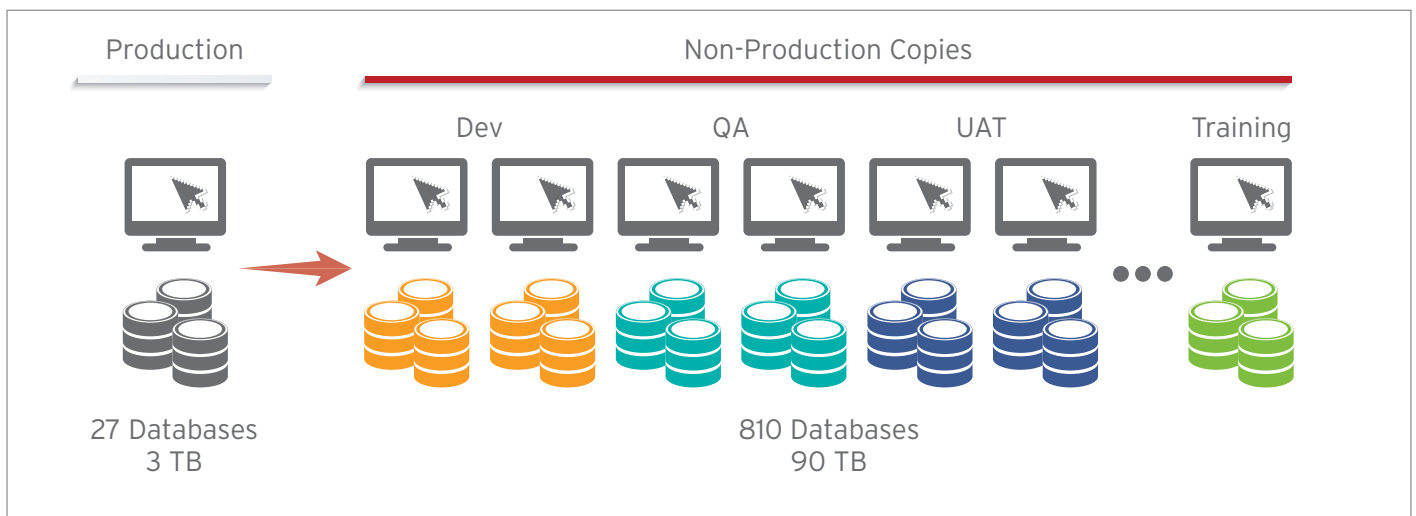 Production
Non-Production Copies
Dev
QA
UAT
Training
27 Databases
3 TB
810 Databases
90 TB